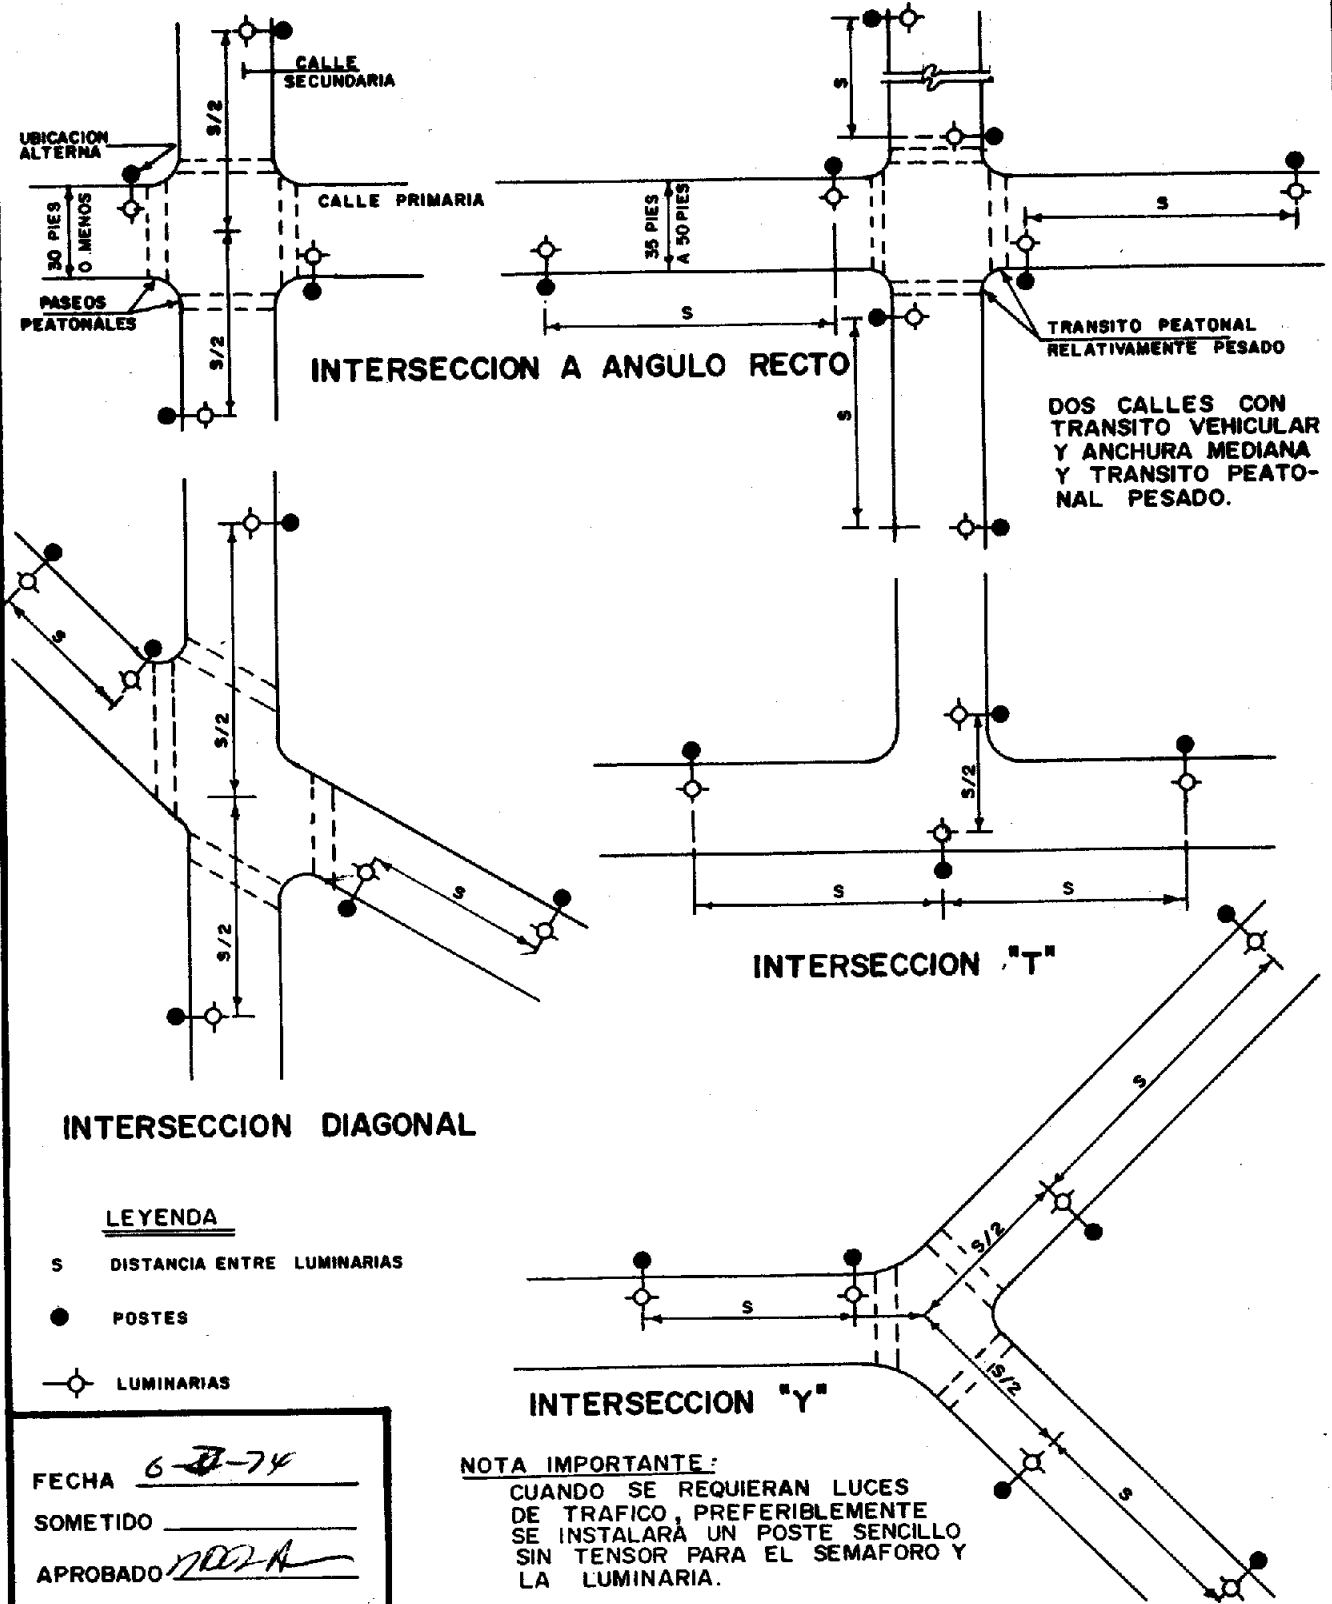 CALLE
SECUNDARIA
S/2
UBICACION
ALTERNA
30 PIES
O MENOS
CALLE PRIMARIA
PASEOS
PEATONALES
S/2
S
35 PIES
A 50 PIES
S
S
S
TRANSITO PEATONAL
RELATIVAMENTE PESADO
INTERSECCION A ANGULO RECTO
DOS CALLES CON
TRANSITO VEHICULAR
Y ANCHURA MEDIANA
Y TRANSITO PEATO-
NAL PESADO.
S
S/2
S/2
S
INTERSECCION DIAGONAL
S/2
S
S
INTERSECCION "T"
S
S/2
S
S/2
S
INTERSECCION "Y"
LEYENDA
S DISTANCIA ENTRE LUMINARIAS
POSTES
LUMINARIAS
FECHA
SOMETIDO
APROBADO
NOTA IMPORTANTE:
CUANDO SE REQUIERAN LUCES
DE TRAFICO, PREFERIBLEMENTE
SE INSTALARÁ UN POSTE SENCILLO
SIN TENSOR PARA EL SEMAFORO Y
LA LUMINARIA.